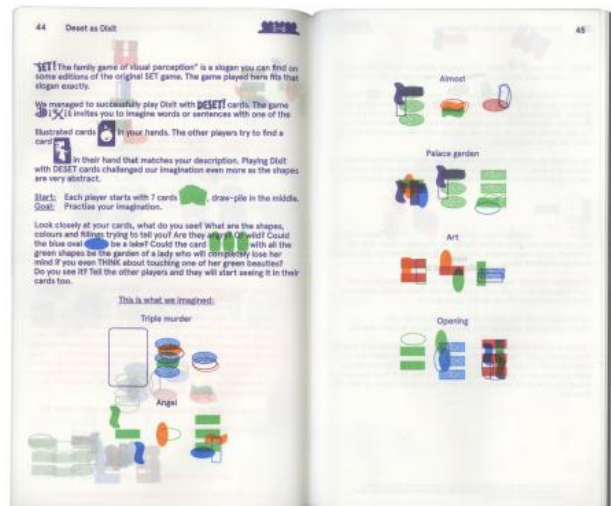 44 Deset as Dixit
3-6
"SET! The family game of visual perception" is a slogan you can find on
some editions of the original SET game. The game played here fits that
slogan exactly.
We managed to successfully play Dixit with DESET! cards. The game
Dixit invites you to imagine words or sentences with one of the
illustrated cards in your hands. The other players try to find a
card
in their hand that matches your description. Playing Dixit
with DESET cards challenged our imagination even more as the shapes
are very abstract.
Start: Each player starts with 7 cards , draw-pile in the middle.
Goal: Practise your imagination.
Look closely at your cards, what do you see? What are the shapes,
colours and fillings trying to tell you? Are they angry? Or wild? Could
the blue oval be a lake? Could the card with all the
green shapes be the garden of a lady who will completely lose her
mind if you even THINK about touching one of her green beauties?
Do you see it? Tell the other players and they will start seeing it in their
cards too.
This is what we imagined:
Triple murder
Angel
45
Almost
Palace garden
Art
Opening